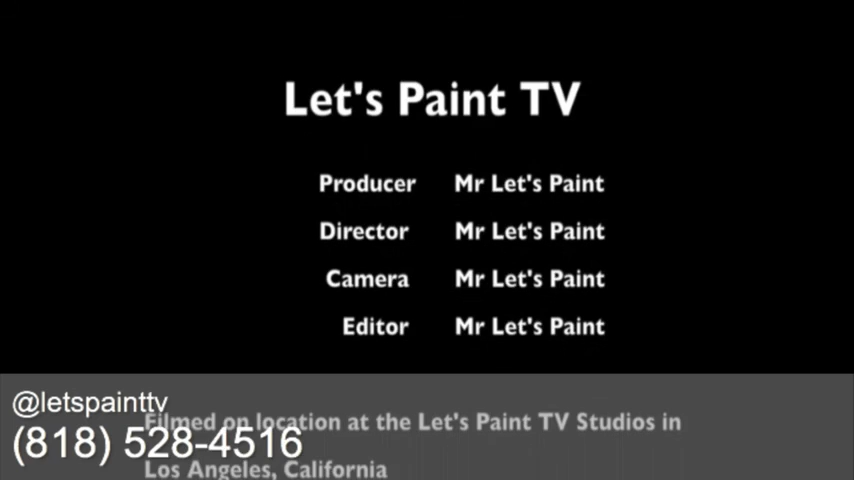 Let's Paint TV
Producer Mr Let's Paint
Director Mr Let's Paint
Camera Mr Let's Paint
Editor Mr Let's Paint
@letspainttv
Filmed on location at the Let's Paint TV Studios in
(818) 528-4516
Los Angeles, California